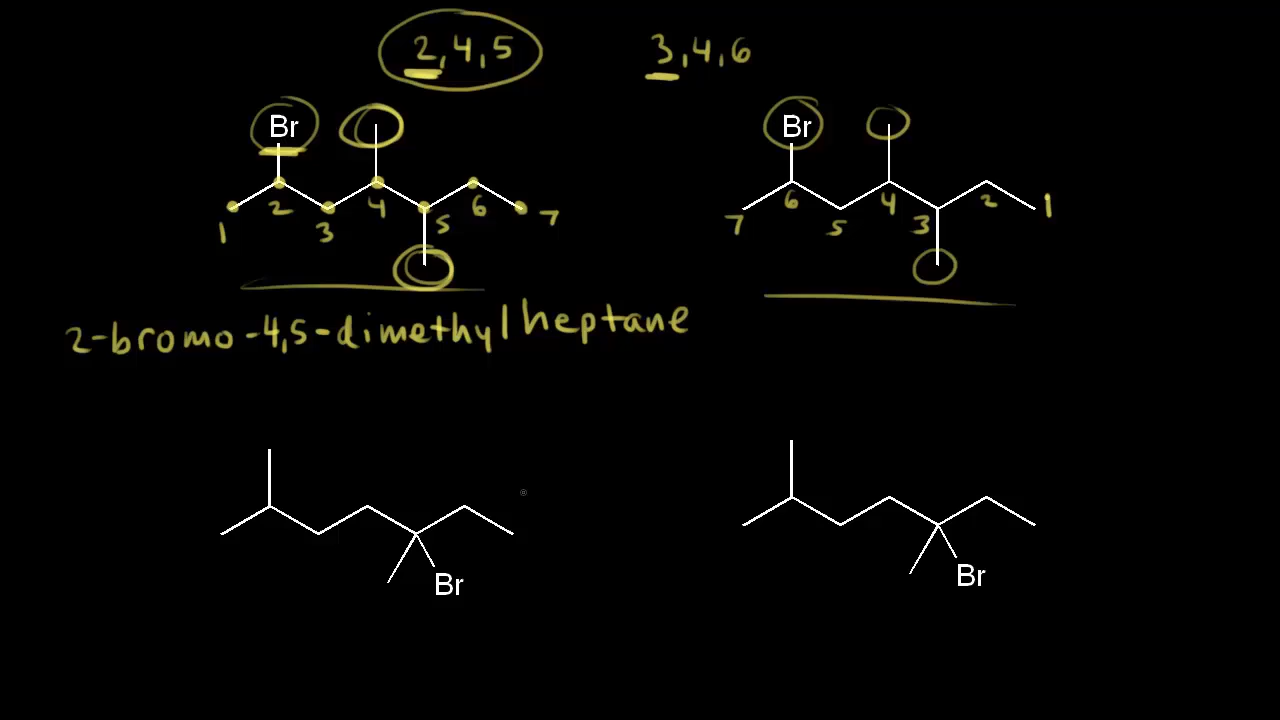 2,4,5 3,4,6
Br Br
1 2 3 4 5 6 7 7 6 5 4 3 2 1
2-bromo-4,5-dimethylheptane
Br Br